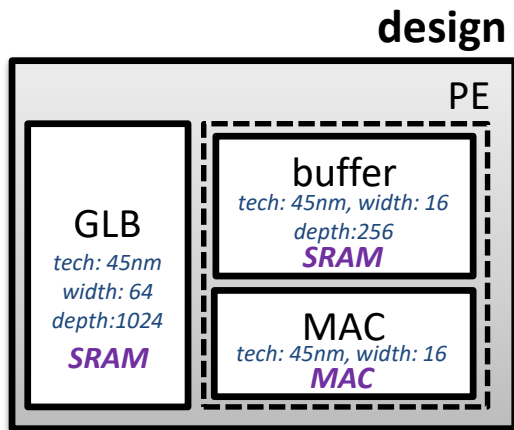 design
PE
GLB
tech: 45nm
width: 64
depth:1024
SRAM
buffer
tech: 45nm, width: 16
depth:256
SRAM
MAC
tech: 45nm, width: 16
MAC